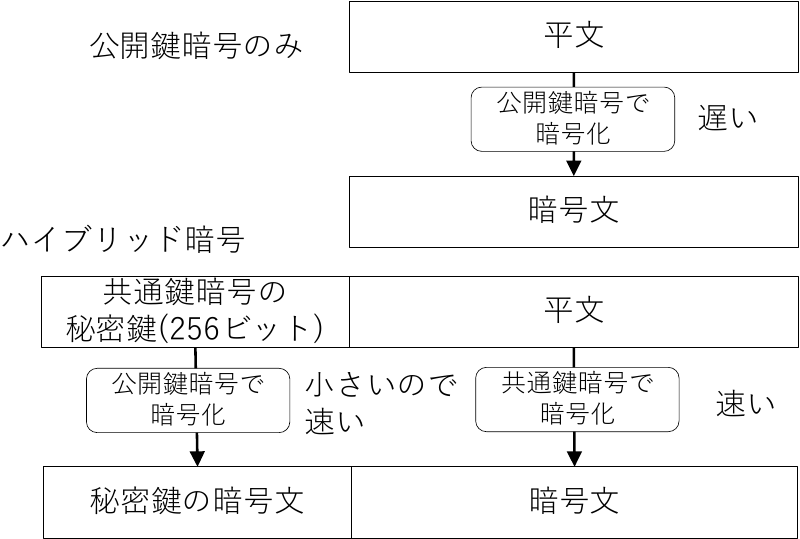 公開鍵暗号のみ
平文
公開鍵暗号で
暗号化
遅い
暗号文
ハイブリッド暗号
共通鍵暗号の
秘密鍵(256ビット)
平文
公開鍵暗号で
暗号化
小さいので
速い
共通鍵暗号で
暗号化
速い
秘密鍵の暗号文
暗号文